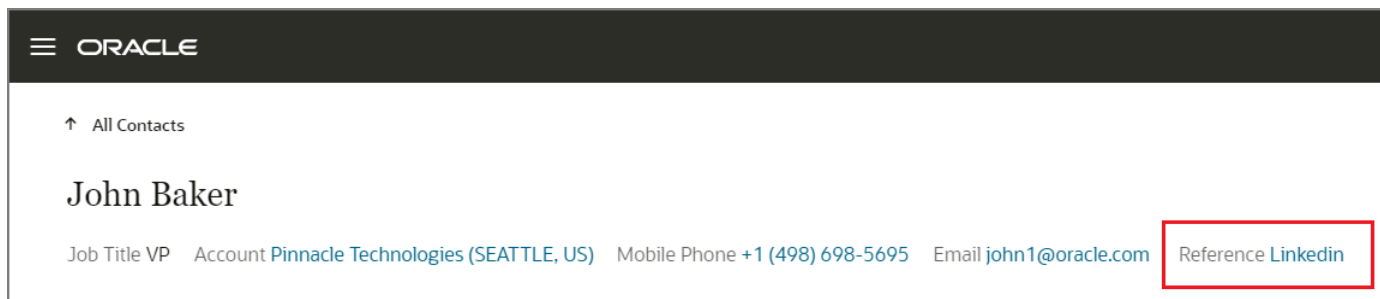 ORACLE
↑ All Contacts
John Baker
Job Title VP Account Pinnacle Technologies (SEATTLE, US) Mobile Phone +1 (498) 698-5695 Email john1@oracle.com Reference Linkedin